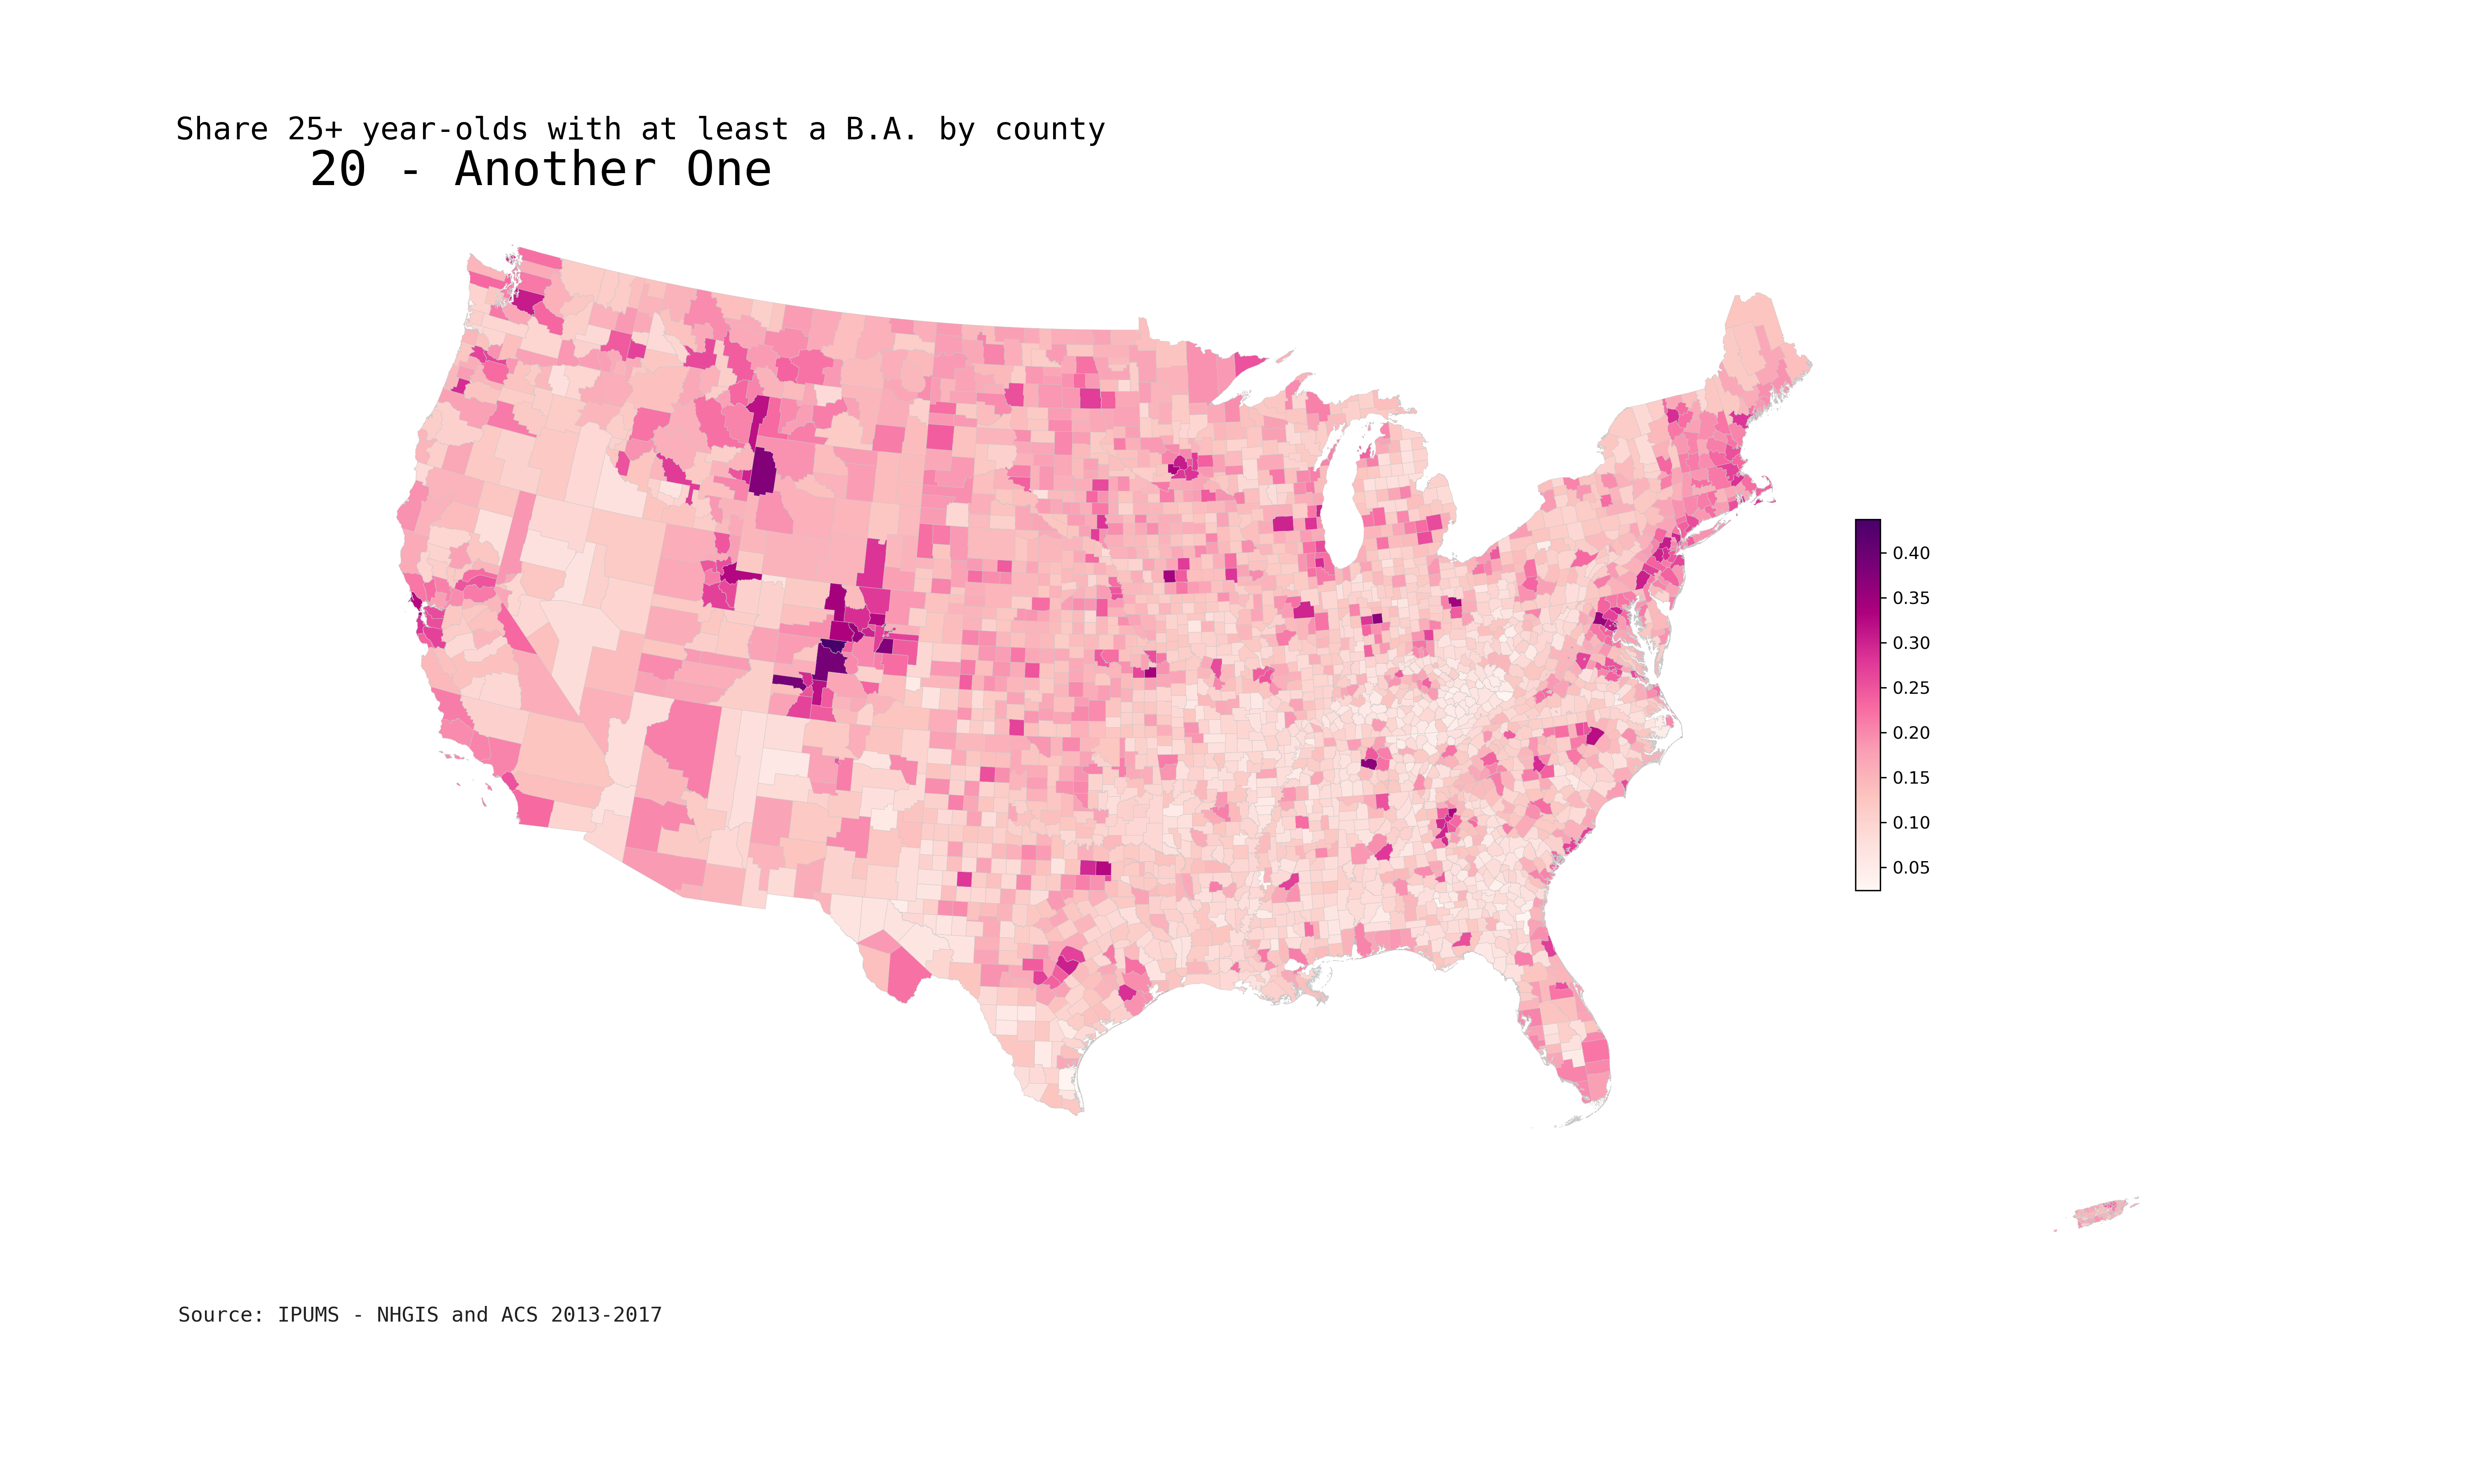 Share 25+ year-olds with at least a B.A. by county
20 - Another One
0.40
0.35
0.30
0.25
0.20
0.15
0.10
0.05
Source: IPUMS - NHGIS and ACS 2013-2017